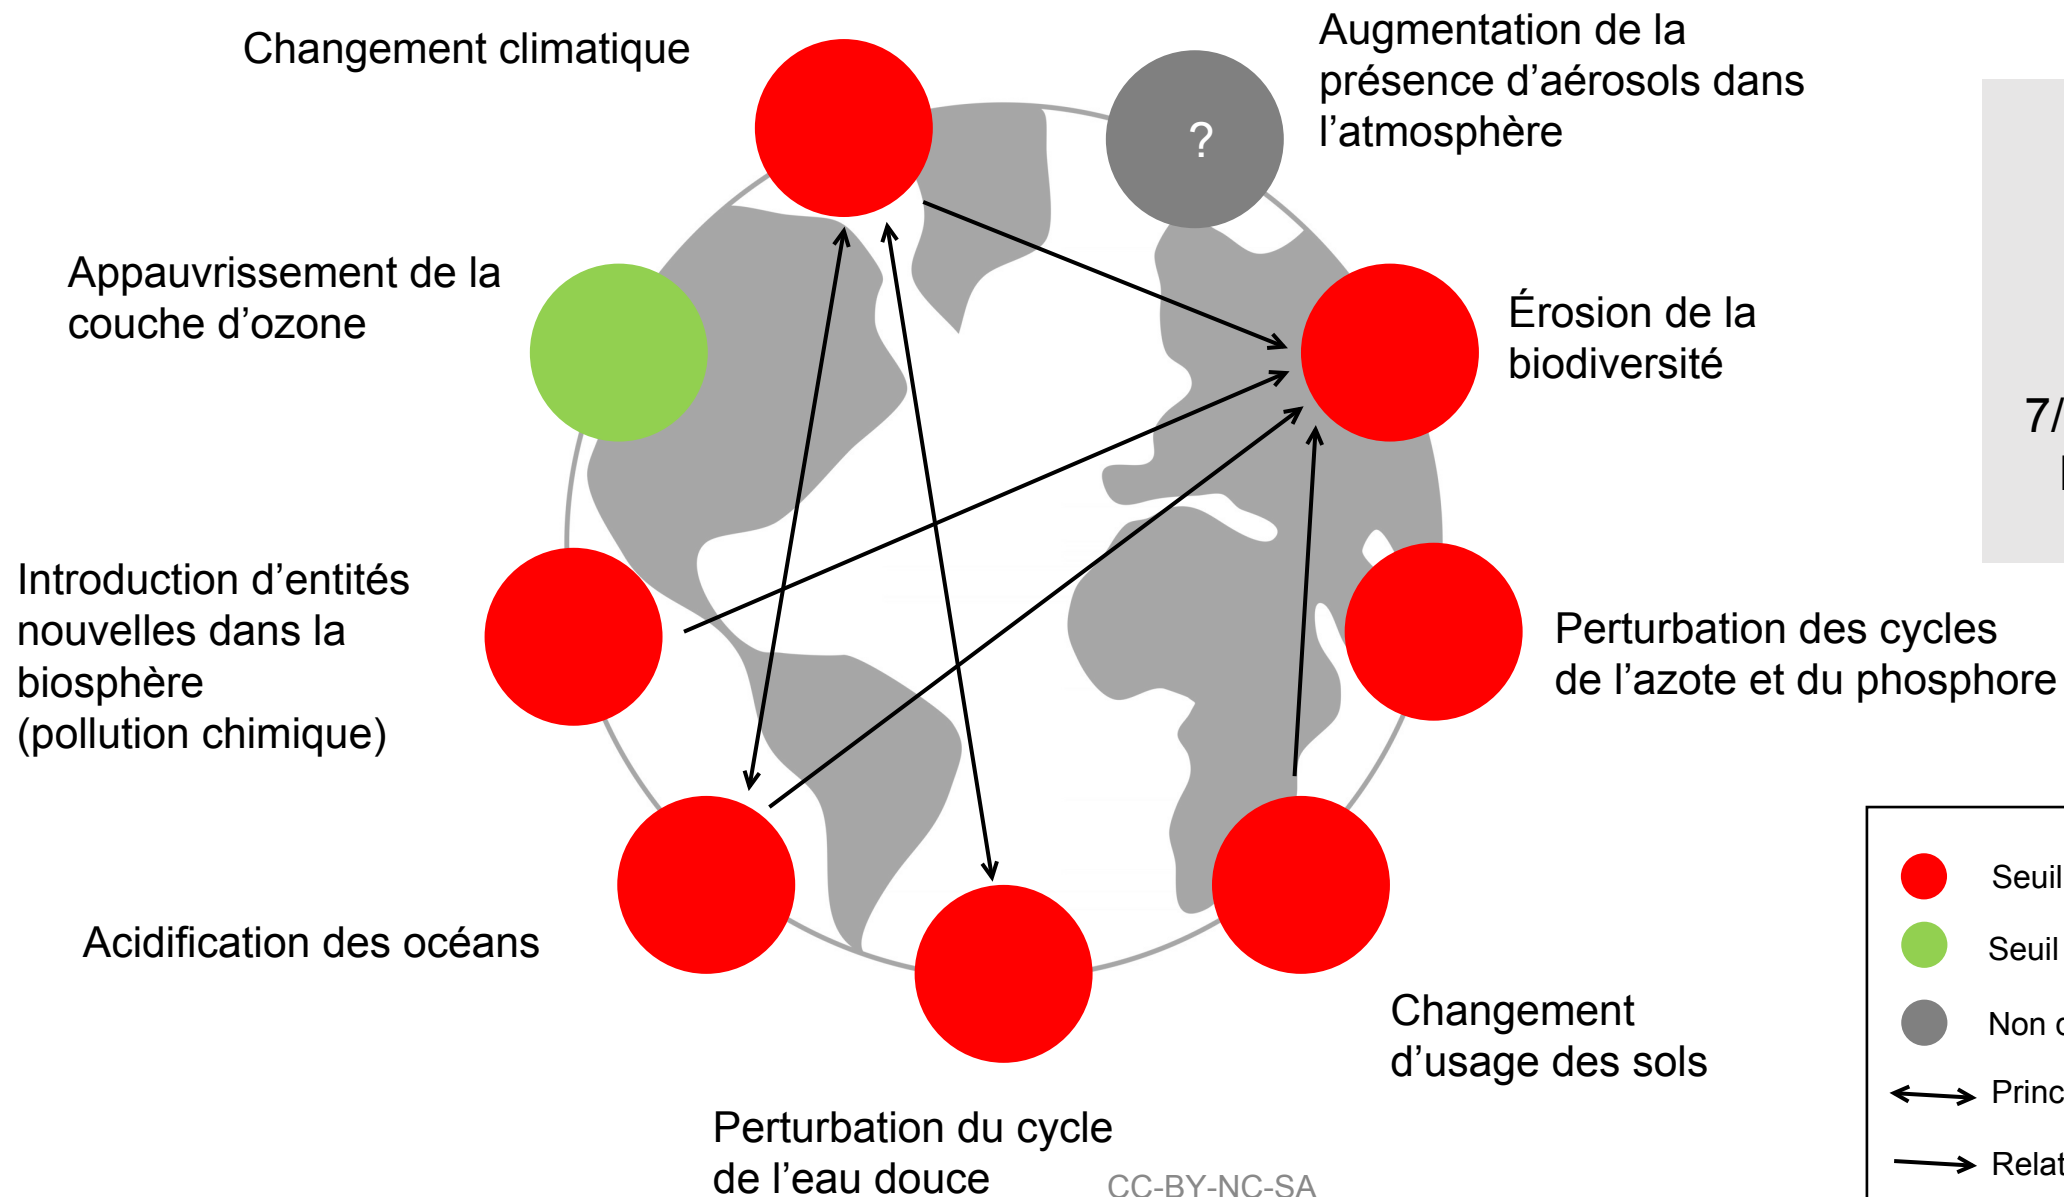 Changement climatique
Augmentation de la
présence d’aérosols dans
l’atmosphère
?
Appauvrissement de la
couche d’ozone
Érosion de la
biodiversité
7/
Introduction d’entités
nouvelles dans la
biosphère
(pollution chimique)
Perturbation des cycles
de l’azote et du phosphore
Acidification des océans
Changement
d’usage des sols
Perturbation du cycle
de l’eau douce
CC-BY-NC-SA
Seuil
Seuil
Non